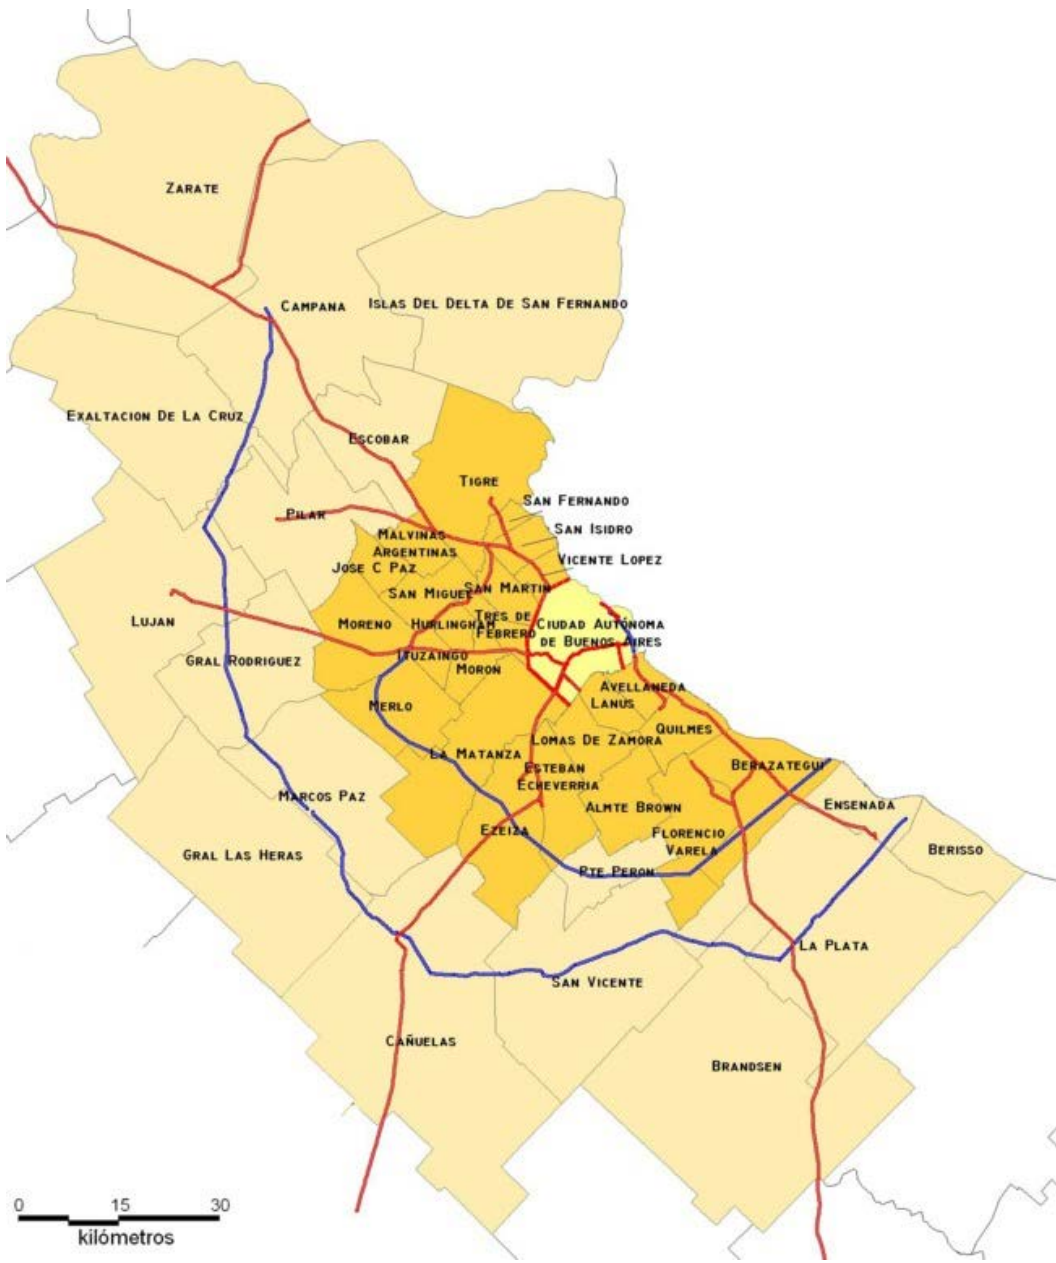 ZARATE
CAMPANA
ISLAS DEL DELTA DE SAN FERNANDO
EXALTACION DE LA CRUZ
ESCOBAR
TIGRE
SAN FERNANDO
PILAR
SAN ISIDRO
MALVINAS
ARGENTINAS
VICENTE LOPEZ
JOSE C PAZ
SAN MIGUEL
SAN MARTIN
LUJAN
MORENO
HURLINGHAM
TRES DE
FEBRERO
CIUDAD AUTÓNOMA
DE BUENOS AIRES
GRAL RODRIGUEZ
ITUZAINGO
MORON
AVELLANEDA
LANÚS
MERLO
QUILMES
LOMAS DE ZAMORA
LA MATANZA
ESTEBAN
ECHEVERRIA
BERAZATEGUI
MARCOS PAZ
ALMTE BROWN
ENSENADA
EZEIZA
FLORENCIO
VARELA
BERISSO
GRAL LAS HERAS
PTE PERON
LA PLATA
SAN VICENTE
CAÑUELAS
BRANDSEN
0 15 30
kilómetros